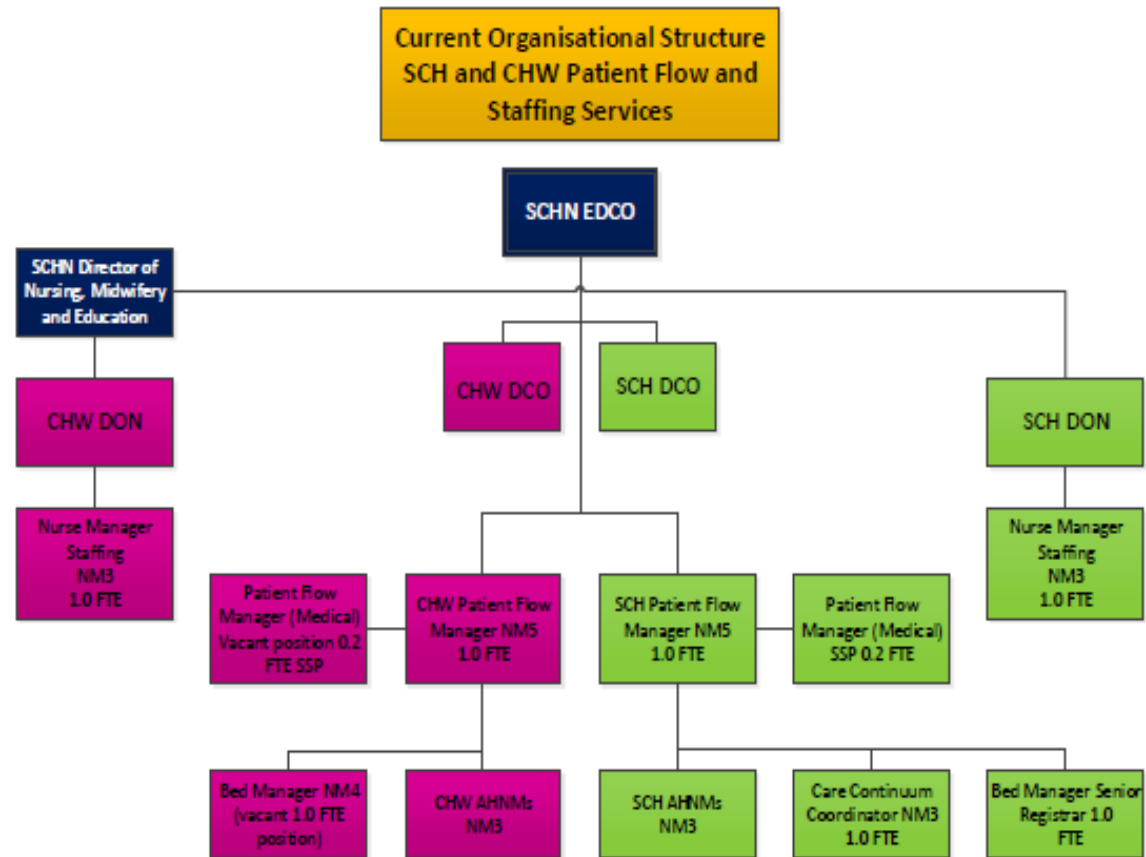 Current Organisational Structure
SCH and CHW Patient Flow and
Staffing Services
SCHN EDCO
SCHN Director of
Nursing, Midwifery
and Education
CHW DCO
SCH DCO
CHW DON
SCH DON
Nurse Manager
Staffing
NM3
1.0 FTE
Nurse Manager
Staffing
NM3
1.0 FTE
Patient Flow
Manager (Medical)
Vacant position 0.2
FTE SSP
CHW Patient Flow
Manager NM5
1.0 FTE
SCH Patient Flow
Manager NM5
1.0 FTE
Patient Flow
Manager (Medical)
SSP 0.2 FTE
Bed Manager NM4
(vacant 1.0 FTE
position)
CHW AHNMs
NM3
SCH AHNMs
NM3
Care Continuum
Coordinator NM3
1.0 FTE
Bed Manager Senior
Registrar 1.0
FTE